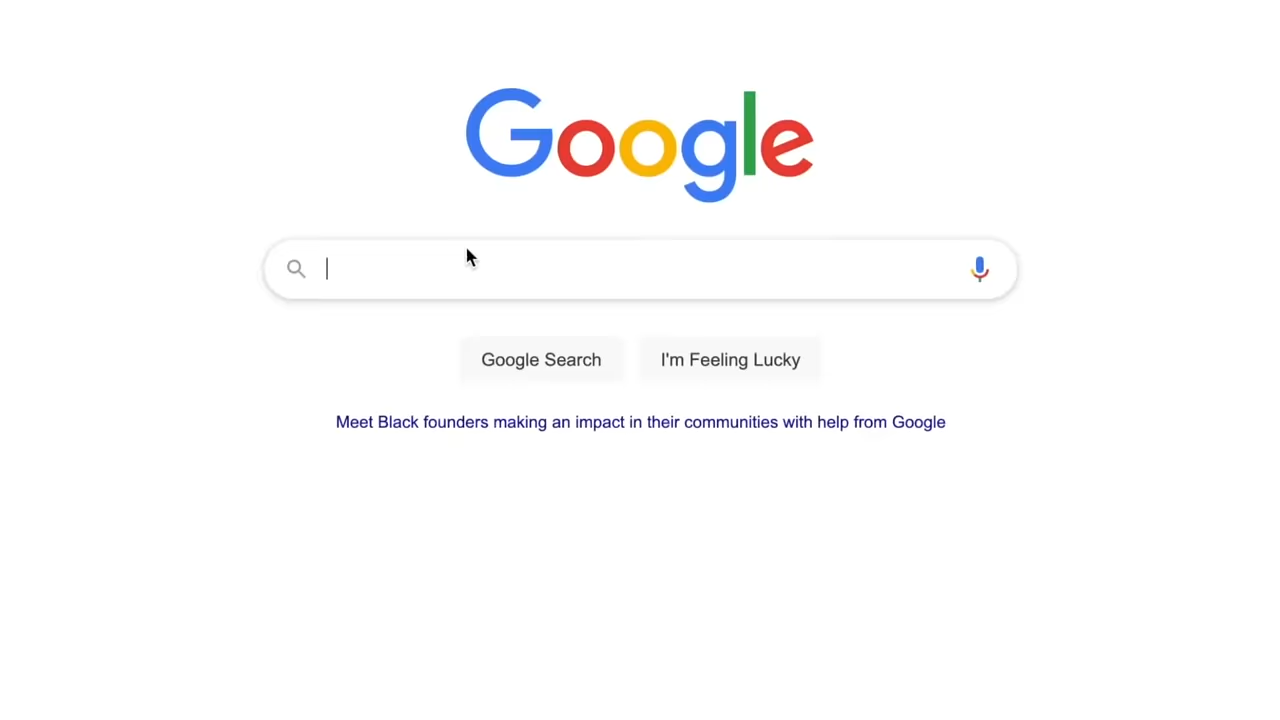 Google
Google Search
I'm Feeling Lucky
Meet Black founders making an impact in their communities with help from Google